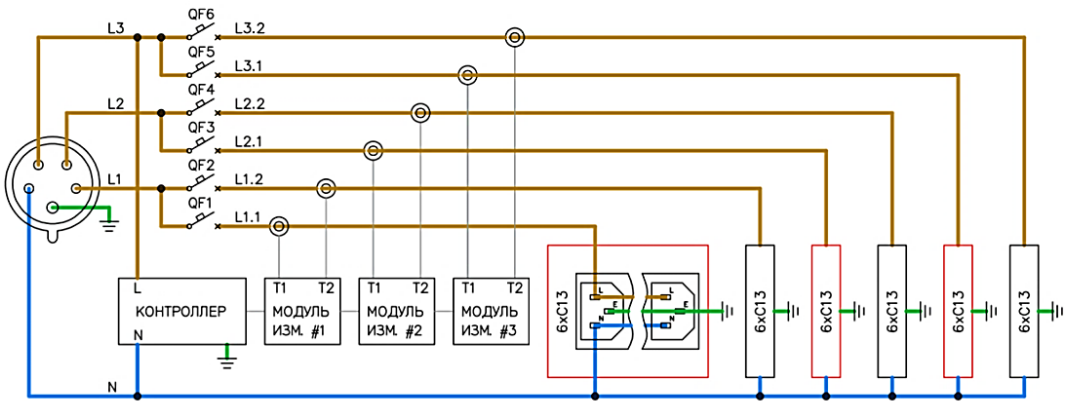 QF6
L3
L3.2
QF5
L3.1
QF4
L2
L2.2
QF3
L2.1
QF2
L1
L1.2
QF1
L1.1
L
КОНТРОЛЛЕР
N
T1 T2
МОДУЛЬ
ИЗМ. #1
T1 T2
МОДУЛЬ
ИЗМ. #2
T1 T2
МОДУЛЬ
ИЗМ. #3
6xC13
L
E
N
L
E
N
6xC13
6xC13
6xC13
6xC13
6xC13
N